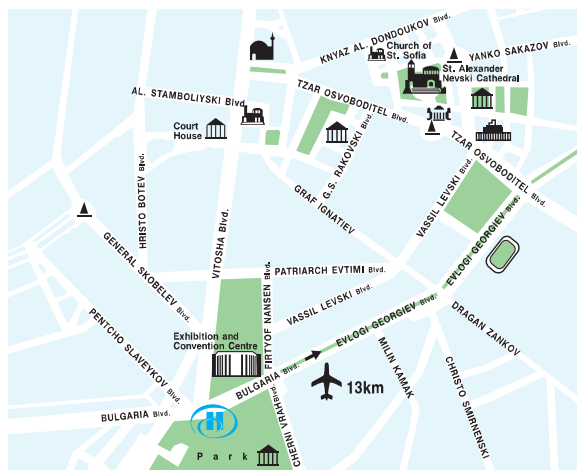 KNYAZ AL. DONDOUKOV Blvd.
Church of
St. Sofia
YANKO SAKAZOV Blvd.
St. Alexander
Nevski Cathedral
TZAR OSVOBODITEL Blvd.
AL. STAMBOLIYSKI Blvd.
Court
House
G.S. RAKOVSKI Blvd.
TZAR OSVOBODITEL Blvd.
GRAF IGNATIEV
VASSIL LEVSKI Blvd.
HRISTO BOTEV Blvd.
VITOSHA Blvd.
EVLOGI GEORGIEV Blvd.
GENERAL SKOBELEV Blvd.
PATRIARCH EVTIMI Blvd.
FIRTYOF NANSEN Blvd.
VASSIL LEVSKI Blvd.
EVLOGI GEORGIEV Blvd.
DRAGAN ZANKOV
PENTCHO SLAVEYKOV Blvd.
Exhibition and
Convention Centre
MILIN KAMAK
CHRISTO SMIRNENSKI
BULGARIA Blvd.
13km
BULGARIA Blvd.
H
CHERNI VRAH Blvd.
Park